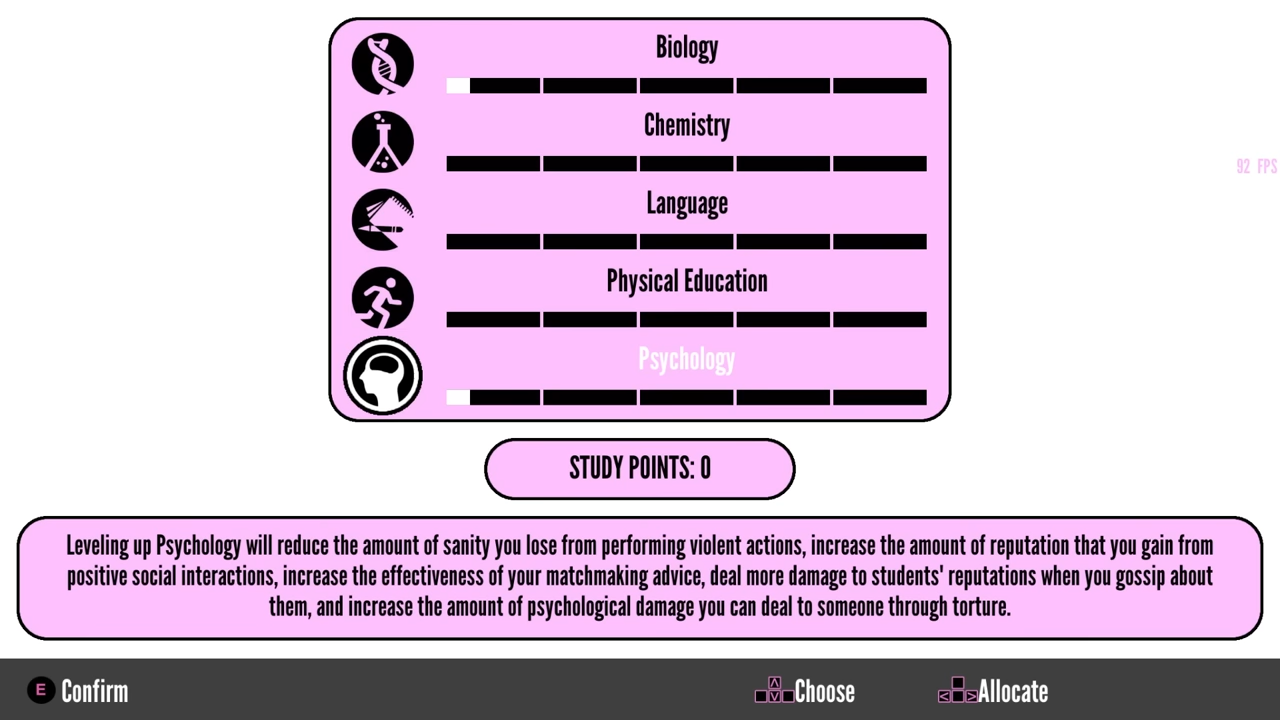 Biology
Chemistry
92 FPS
Language
Physical Education
Psychology
STUDY POINTS: 0
Leveling up Psychology will reduce the amount of sanity you lose from performing violent actions, increase the amount of reputation that you gain from
positive social interactions, increase the effectiveness of your matchmaking advice, deal more damage to students' reputations when you gossip about
them, and increase the amount of psychological damage you can deal to someone through torture.
E Confirm
Choose
Allocate